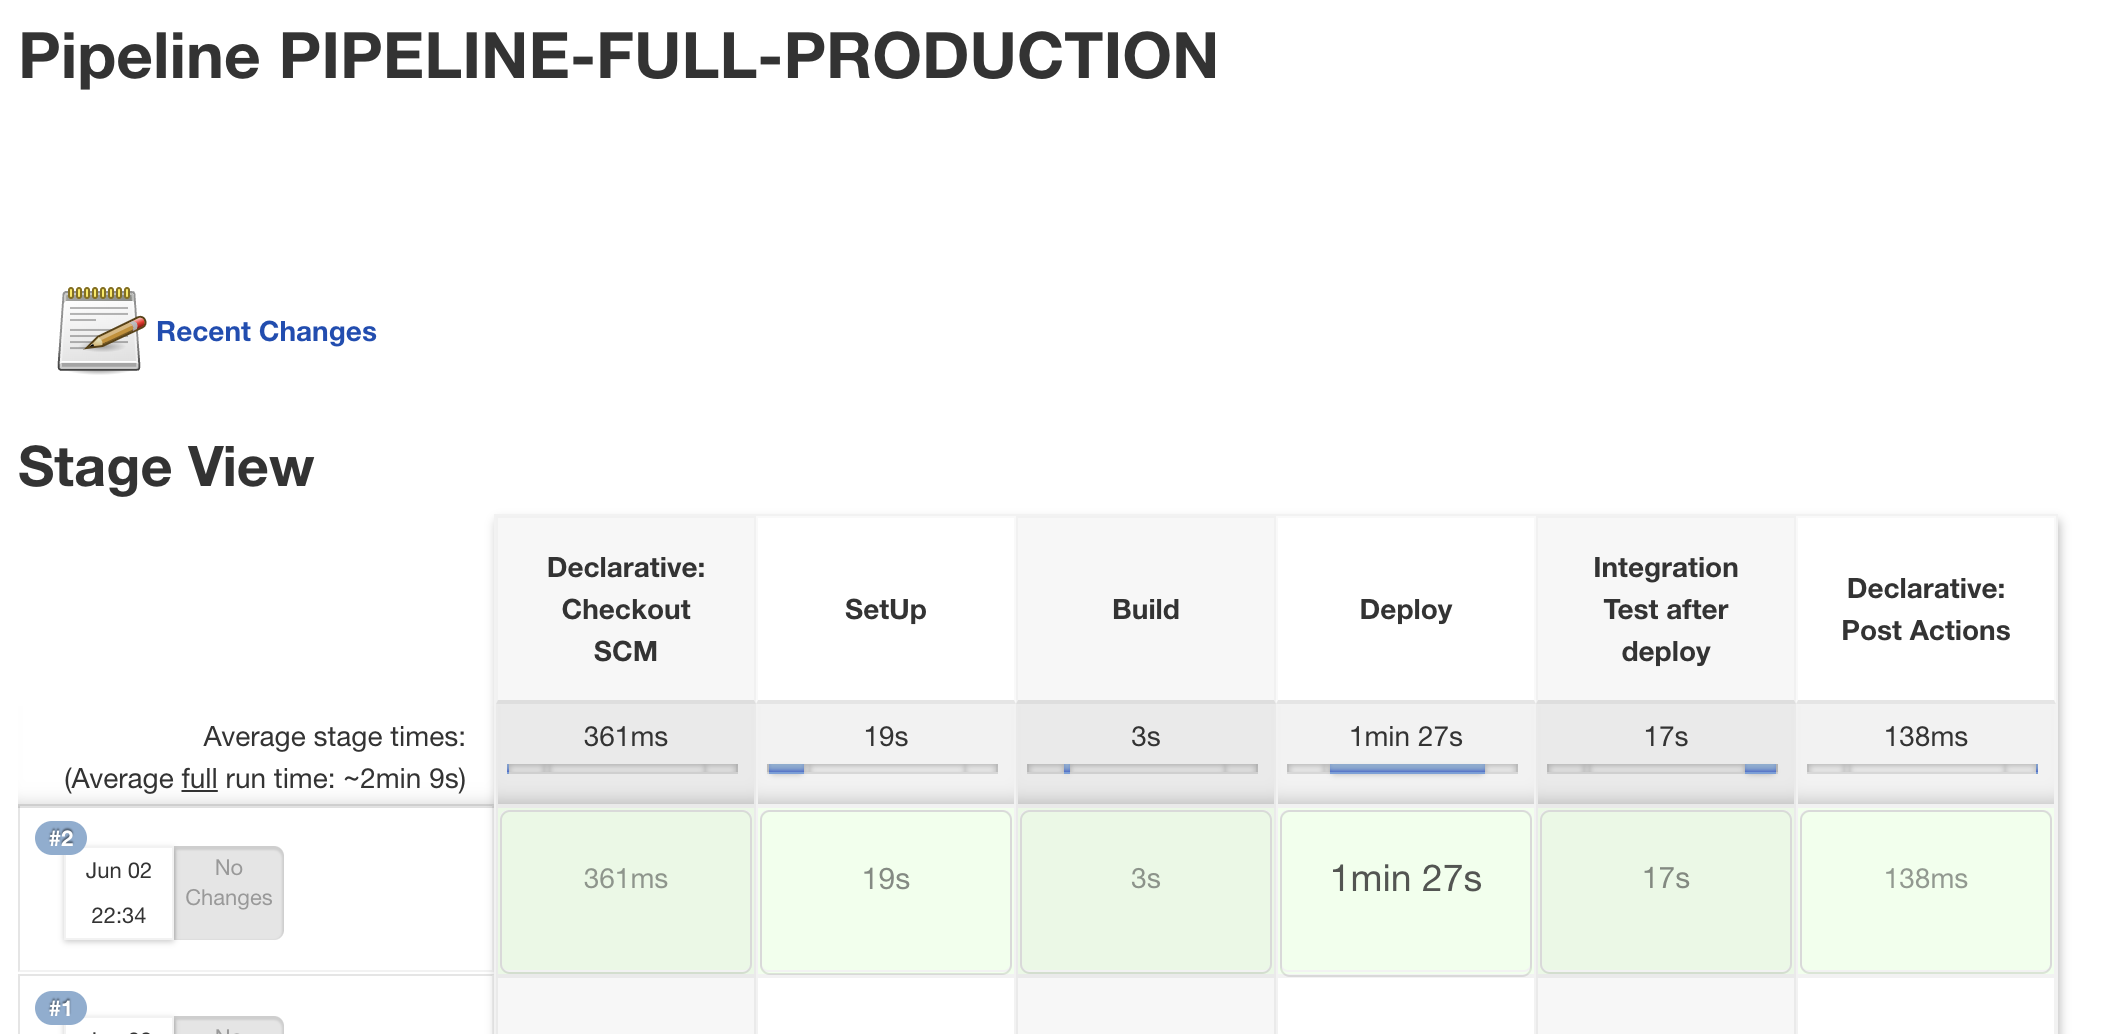 Pipeline PIPELINE-FULL-PRODUCTION
Recent Changes
Stage View
Declarative:
Checkout
SCM
SetUp
Build
Deploy
Integration
Test after
deploy
Declarative:
Post Actions
Average stage times:
(Average full run time: ~2min 9s)
361ms
19s
3s
1min 27s
17s
138ms
#2
Jun 02
22:34
No
Changes
361ms
19s
3s
1min 27s
17s
138ms
#1
No